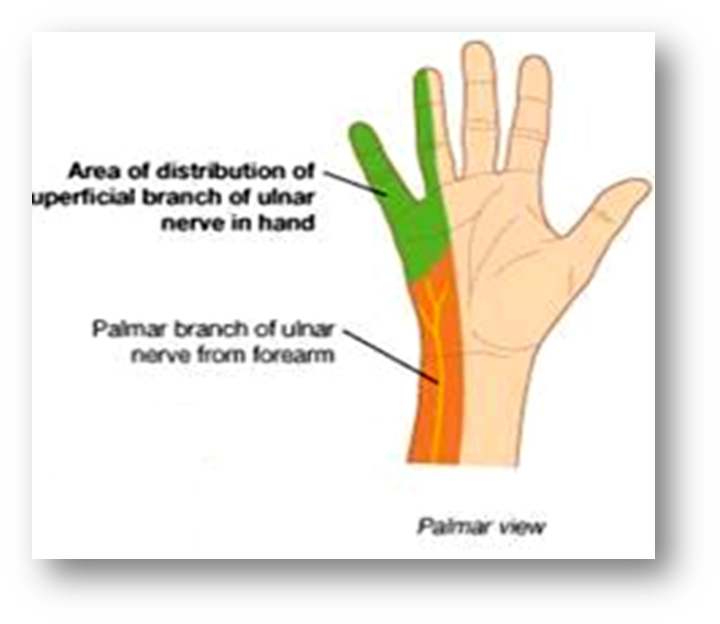 Area of distribution of
uperficial branch of ulnar
nerve in hand
Palmar branch of ulnar
nerve from forearm
Palmar view